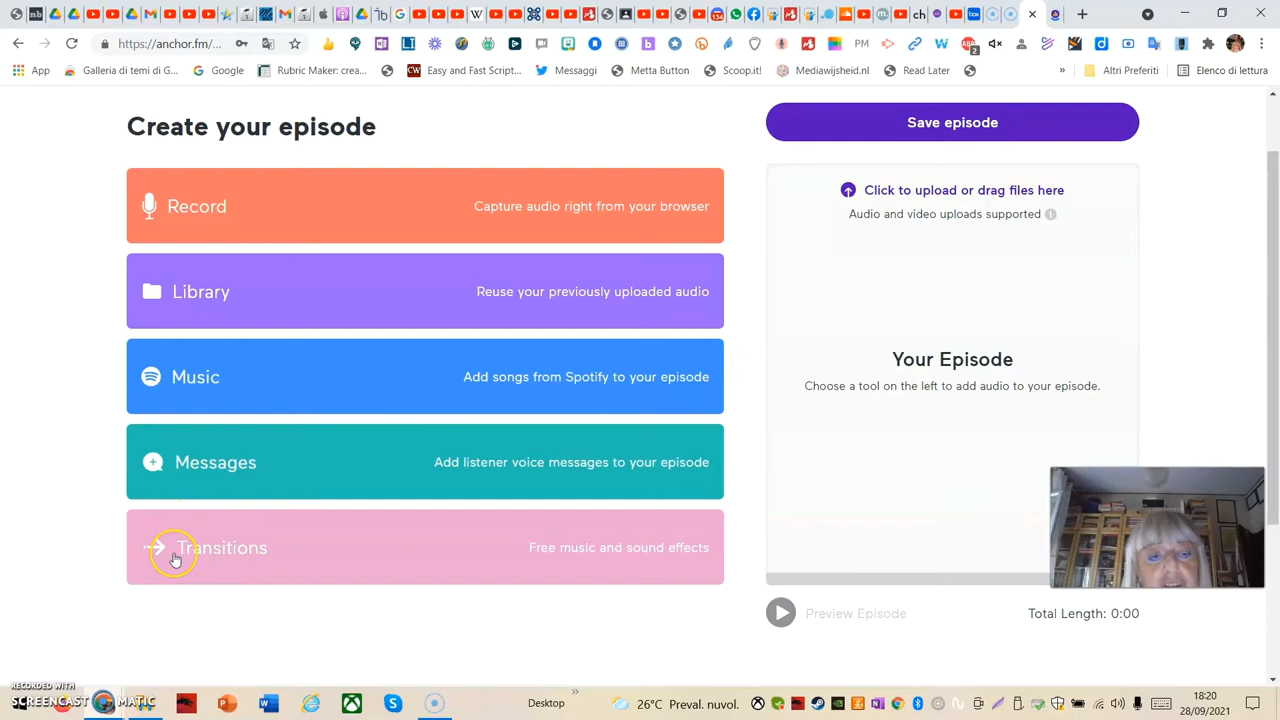 https://anchor.fm/...
App
Galleria di temi di G...
Google
Rubric Maker: crea...
CW
Easy and Fast Script...
Messaggi
Metta Button
Scoop.it!
Mediawijsheid.nl
Read Later
»
Altri Preferiti
Elenco di lettura
Create your episode
Save episode
Record
Capture audio right from your browser
Click to upload or drag files here
Audio and video uploads supported
Library
Reuse your previously uploaded audio
Music
Add songs from Spotify to your episode
Your Episode
Choose a tool on the left to add audio to your episode.
Messages
Add listener voice messages to your episode
Transitions
Free music and sound effects
Preview Episode
Total Length: 0:00
RECORDED WITH
SCREENCAST MATIC
Desktop
»
26°C Preval. nuvol.
18:20
28/09/2021